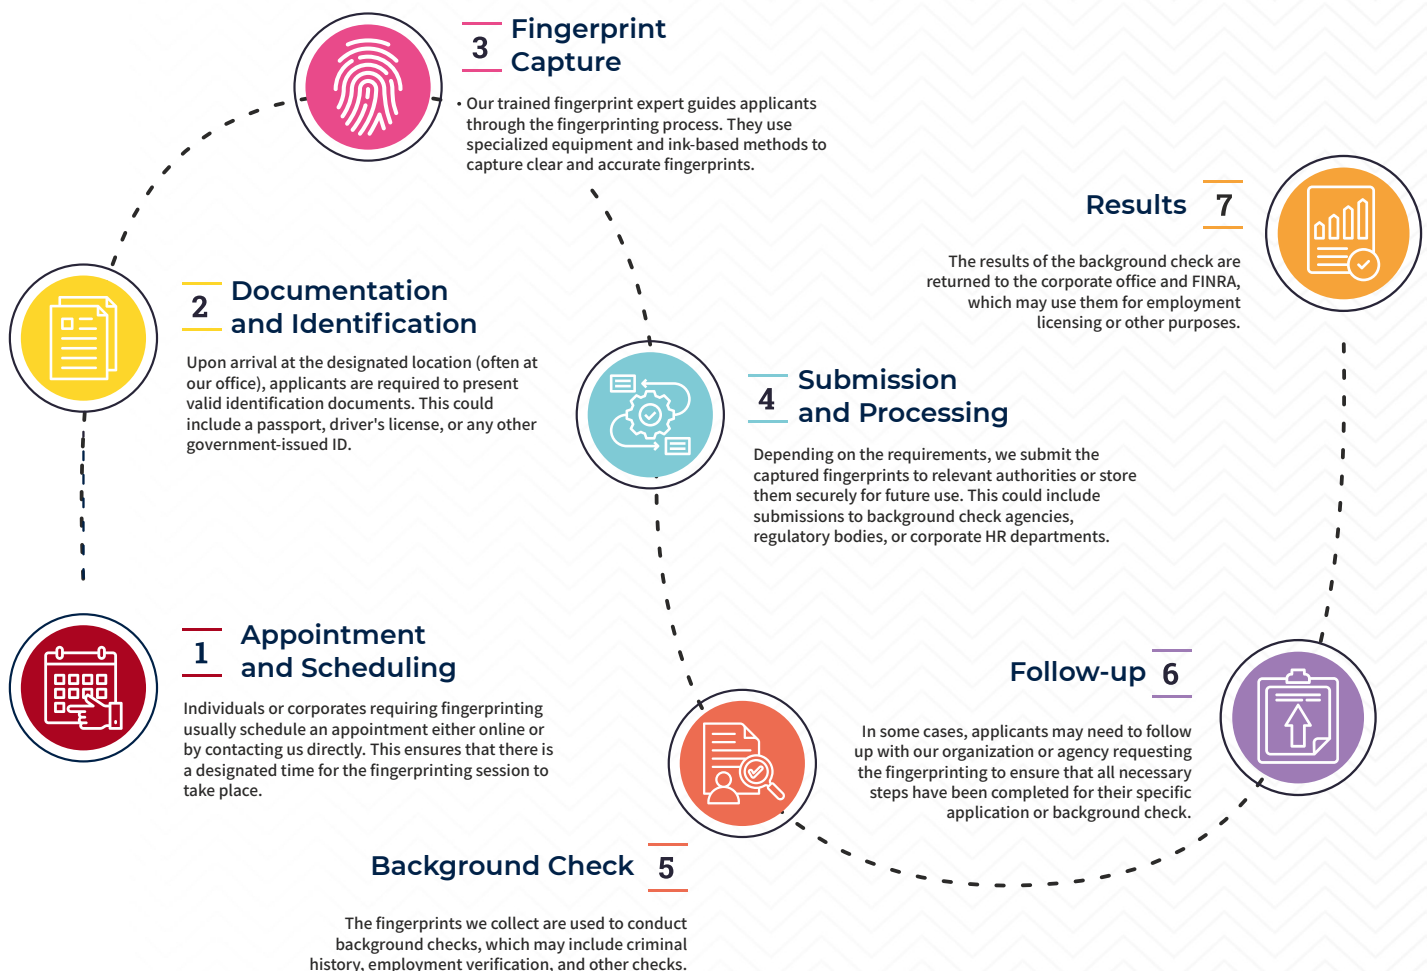 1
Appointment
and Scheduling
Individuals or corporates requiring fingerprinting
usually schedule an appointment either online or
by contacting us directly. This ensures that there is
a designated time for the fingerprinting session to
take place.
2
Documentation
and Identification
Upon arrival at the designated location (often at
our office), applicants are required to present
valid identification documents. This could
include a passport, driver's license, or any other
government-issued ID.
3
Fingerprint
Capture
• Our trained fingerprint expert guides applicants
through the fingerprinting process. They use
specialized equipment and ink-based methods to
capture clear and accurate fingerprints.
4
Submission
and Processing
Depending on the requirements, we submit the
captured fingerprints to relevant authorities or store
them securely for future use. This could include
submissions to background check agencies,
regulatory bodies, or corporate HR departments.
Background Check 5
The fingerprints we collect are used to conduct
background checks, which may include criminal
history, employment verification, and other checks.
Follow-up 6
In some cases, applicants may need to follow
up with our organization or agency requesting
the fingerprinting to ensure that all necessary
steps have been completed for their specific
application or background check.
Results 7
The results of the background check are
returned to the corporate office and FINRA,
which may use them for employment
licensing or other purposes.